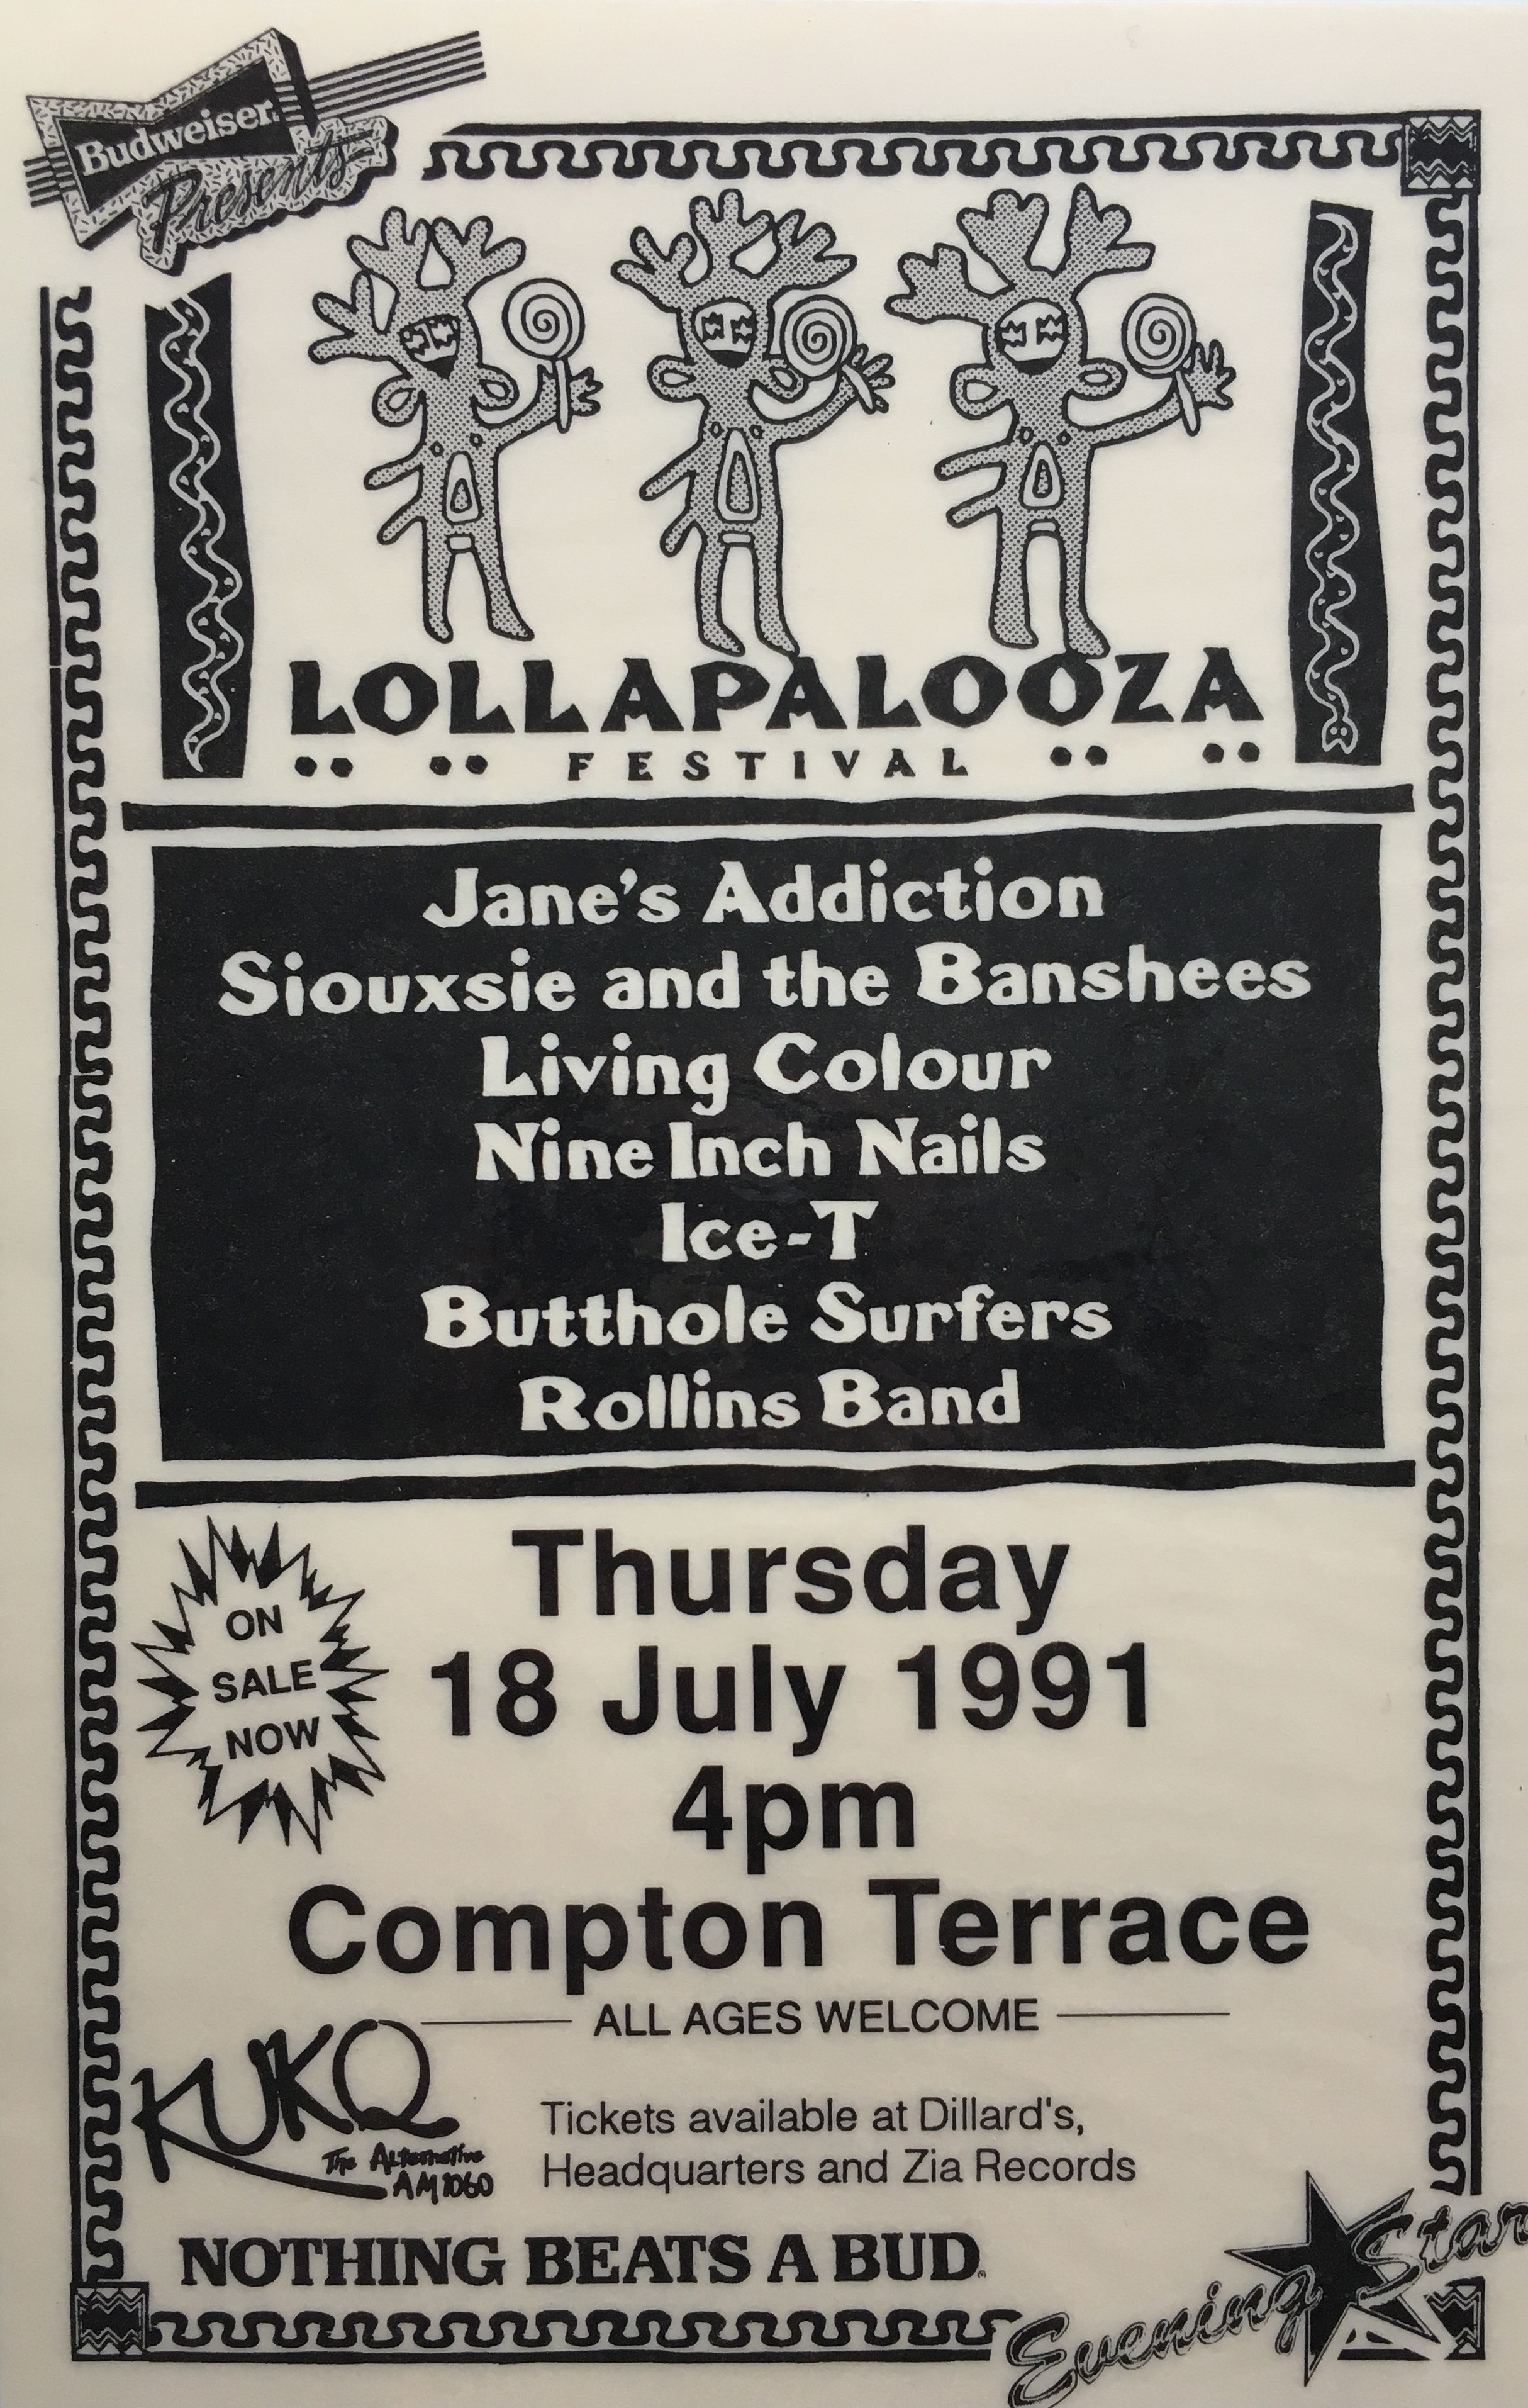 Budweiser
Presents
LOLLAPALOOZA
FESTIVAL
Jane's Addiction
Siouxsie and the Banshees
Living Colour
Nine Inch Nails
Ice-T
Butthole Surfers
Rollins Band
ON
SALE
NOW
Thursday
18 July 1991
4pm
Compton Terrace
ALL AGES WELCOME
KUKQ
The Alternative
AM 1060
Tickets available at Dillard's,
Headquarters and Zia Records
NOTHING BEATS A BUD.
Evening Star